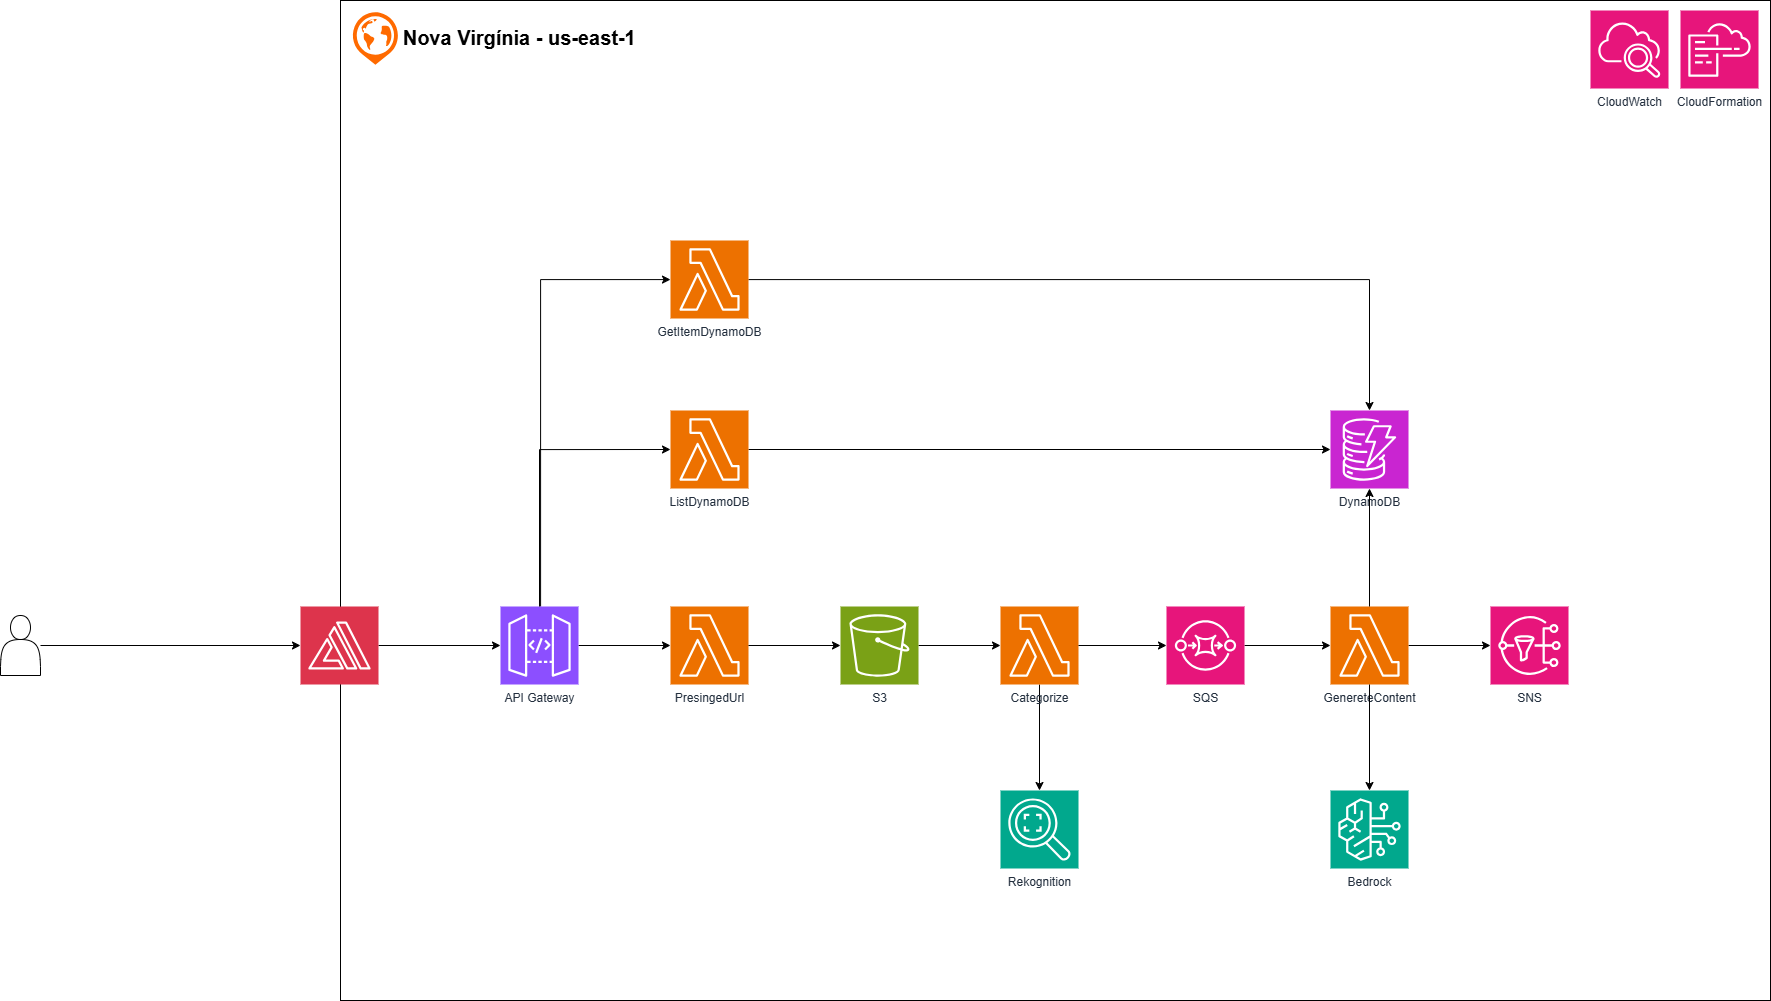 Nova Virgínia - us-east-1
CloudWatch
CloudFormation
GetItemDynamoDB
ListDynamoDB
DynamoDB
API Gateway
PresingedUrl
S3
Categorize
SQS
GenereteContent
SNS
Rekognition
Bedrock